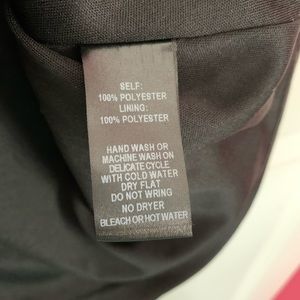 SELF:
100% POLYESTER
LINING:
100% POLYESTER
HAND WASH OR
MACHINE WASH ON
DELICATE CYCLE
WITH COLD WATER
DRY FLAT
DO NOT WRING
NO DRYER
BLEACH OR HOT WATER